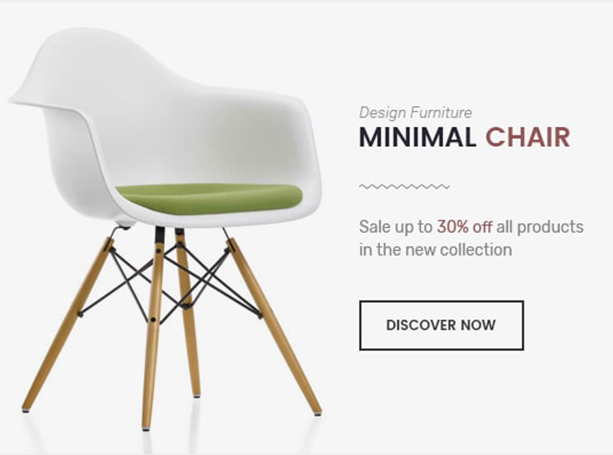 Design Furniture
MINIMAL CHAIR
Sale up to 30% off all products
in the new collection
DISCOVER NOW